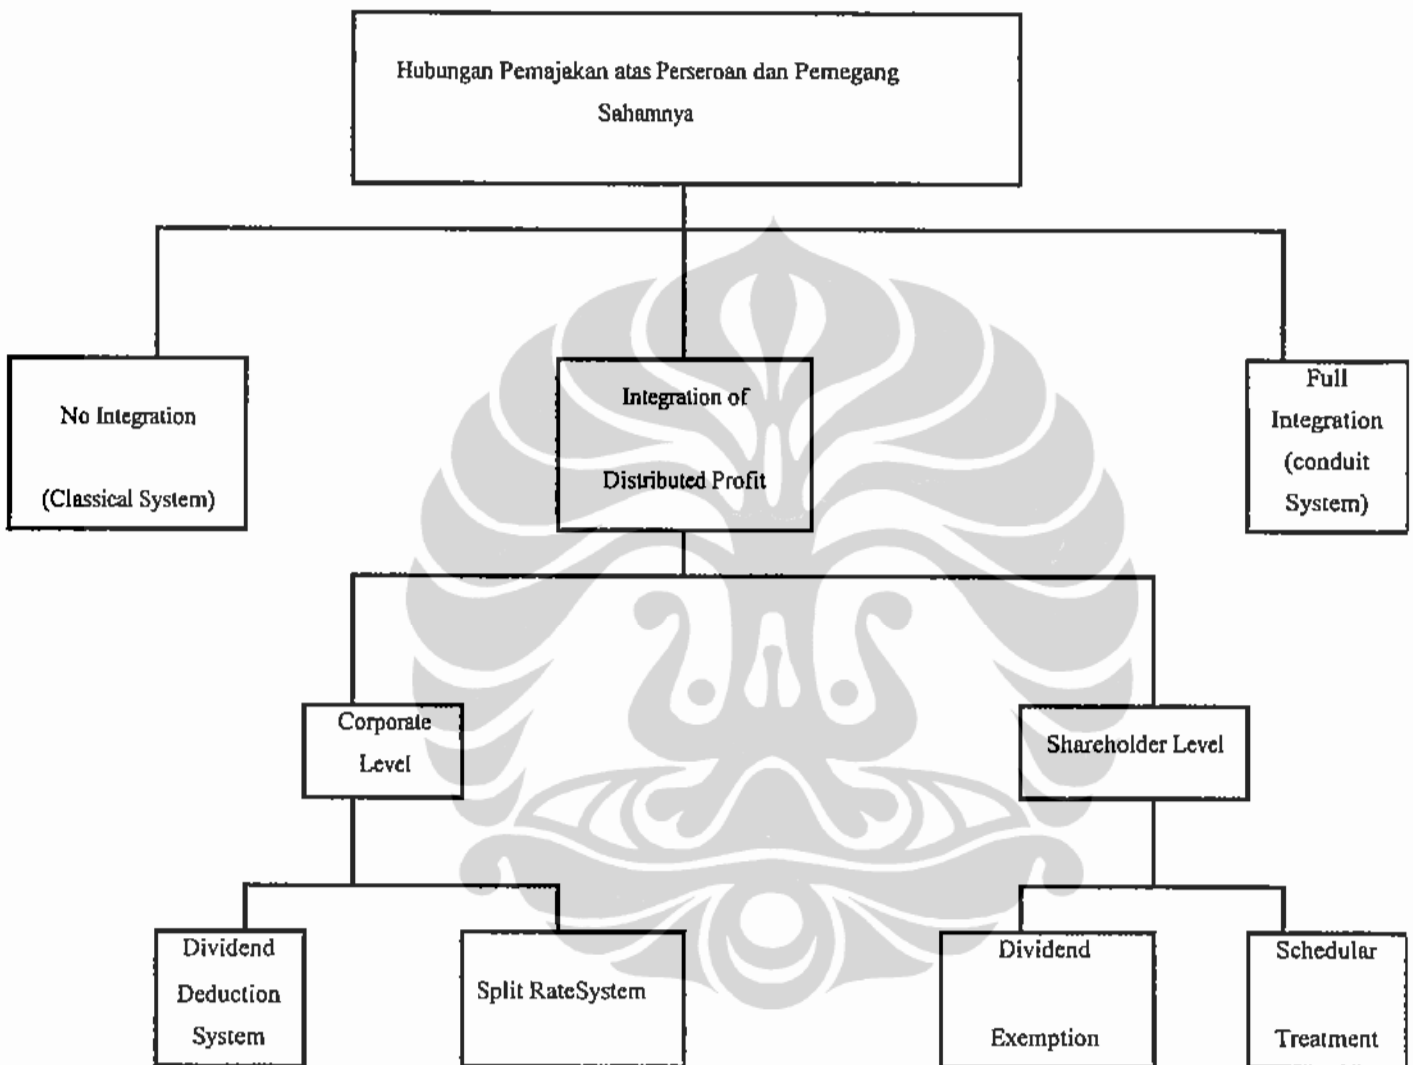 Hubungan Pemajakan atas Perseroan dan Pemegang
Sahamnya
No Integration
(Classical System)
Integration of
Distributed Profit
Full
Integration
(conduit
System)
Corporate
Level
Shareholder Level
Dividend
Deduction
System
Split RateSystem
Dividend
Exemption
Schedular
Treatment